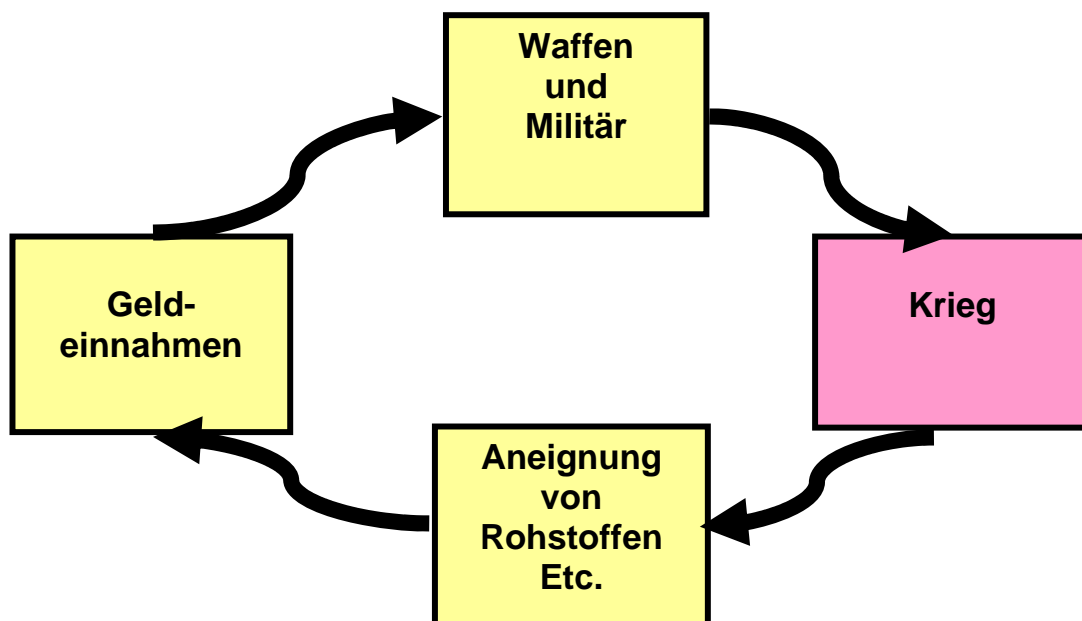 Waffen
und
Militär
Geld-
einnahmen
Krieg
Aneignung
von
Rohstoffen
Etc.